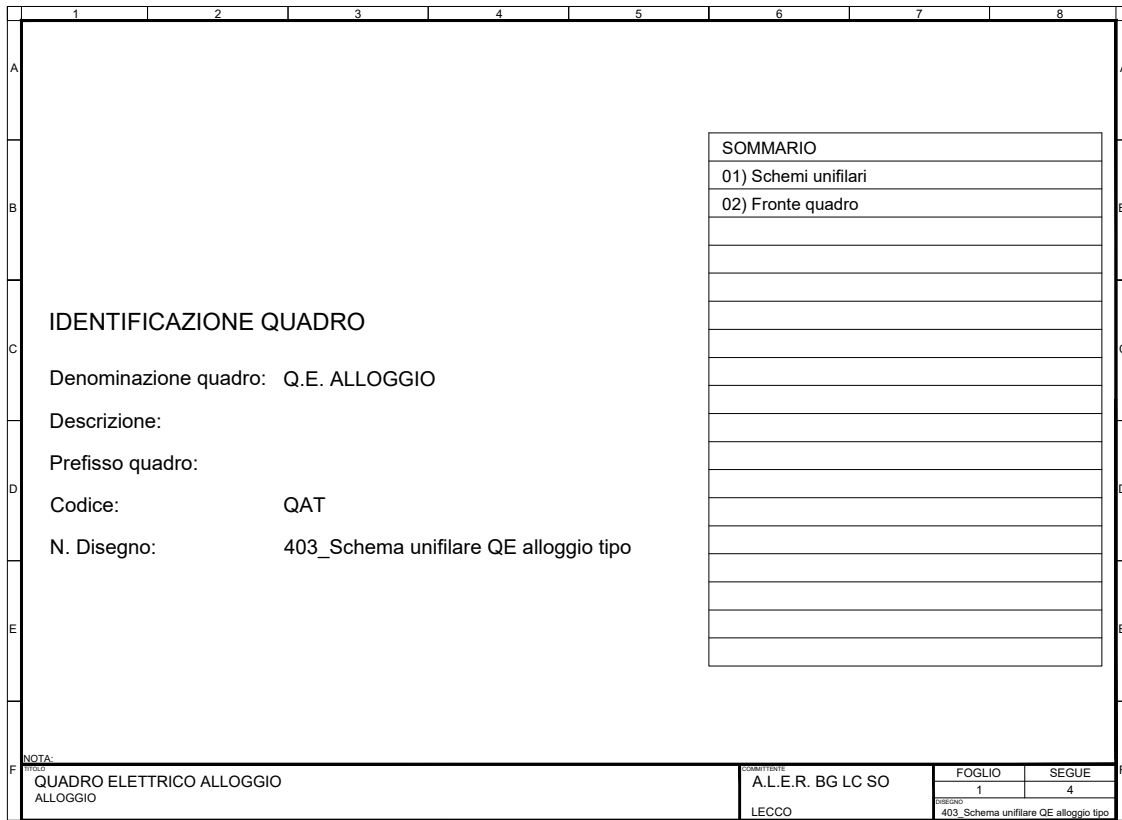 1 2 3 4 5 6 7 8
A
B
C
D
E
F
SOMMARIO
01) Schemi unifilari
02) Fronte quadro
IDENTIFICAZIONE QUADRO
Denominazione quadro: Q.E. ALLOGGIO
Descrizione:
Prefisso quadro:
Codice: QAT
N. Disegno: 403_Schema unifilare QE alloggio tipo
NOTA:
TITOLO
QUADRO ELETTRICO ALLOGGIO
ALLOGGIO
COMMITTENTE
A.L.E.R. BG LC SO
LECCO
FOGLIO SEGUE
1 4
DISEGNO
403_Schema unifilare QE alloggio tipo